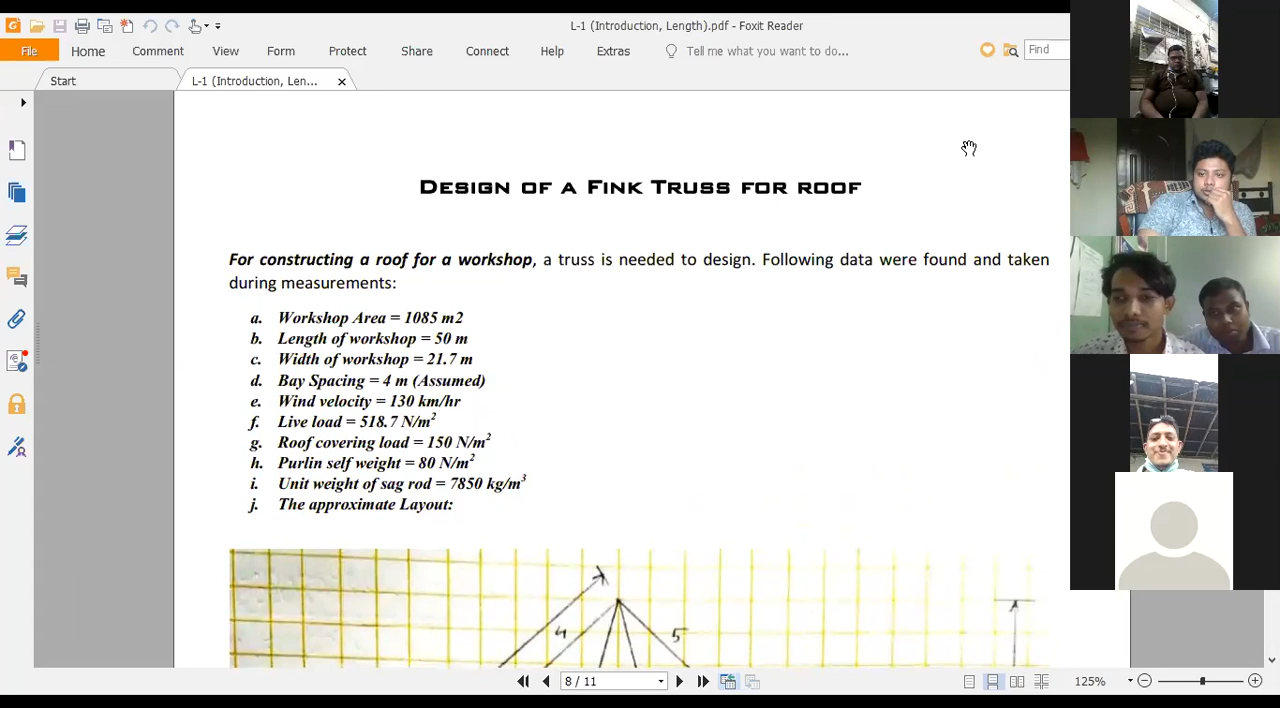 L-1 (Introduction, Length).pdf - Foxit Reader
File Home Comment View Form Protect Share Connect Help Extras Tell me what you want to do... Find
Start L-1 (Introduction, Len...
DESIGN OF A FINK TRUSS FOR ROOF
For constructing a roof for a workshop, a truss is needed to design. Following data were found and taken
during measurements:
a. Workshop Area = 1085 m2
b. Length of workshop = 50 m
c. Width of workshop = 21.7 m
d. Bay Spacing = 4 m (Assumed)
e. Wind velocity = 130 km/hr
f. Live load = 518.7 N/m²
g. Roof covering load = 150 N/m²
h. Purlin self weight = 80 N/m²
i. Unit weight of sag rod = 7850 kg/m³
j. The approximate Layout:
4 5
8 / 11 125%